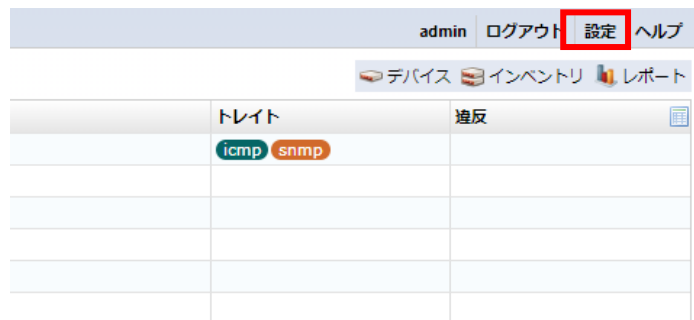 admin ログアウト 設定 ヘルプ
デバイス インベントリ レポート
トレイト 違反
icmp snmp